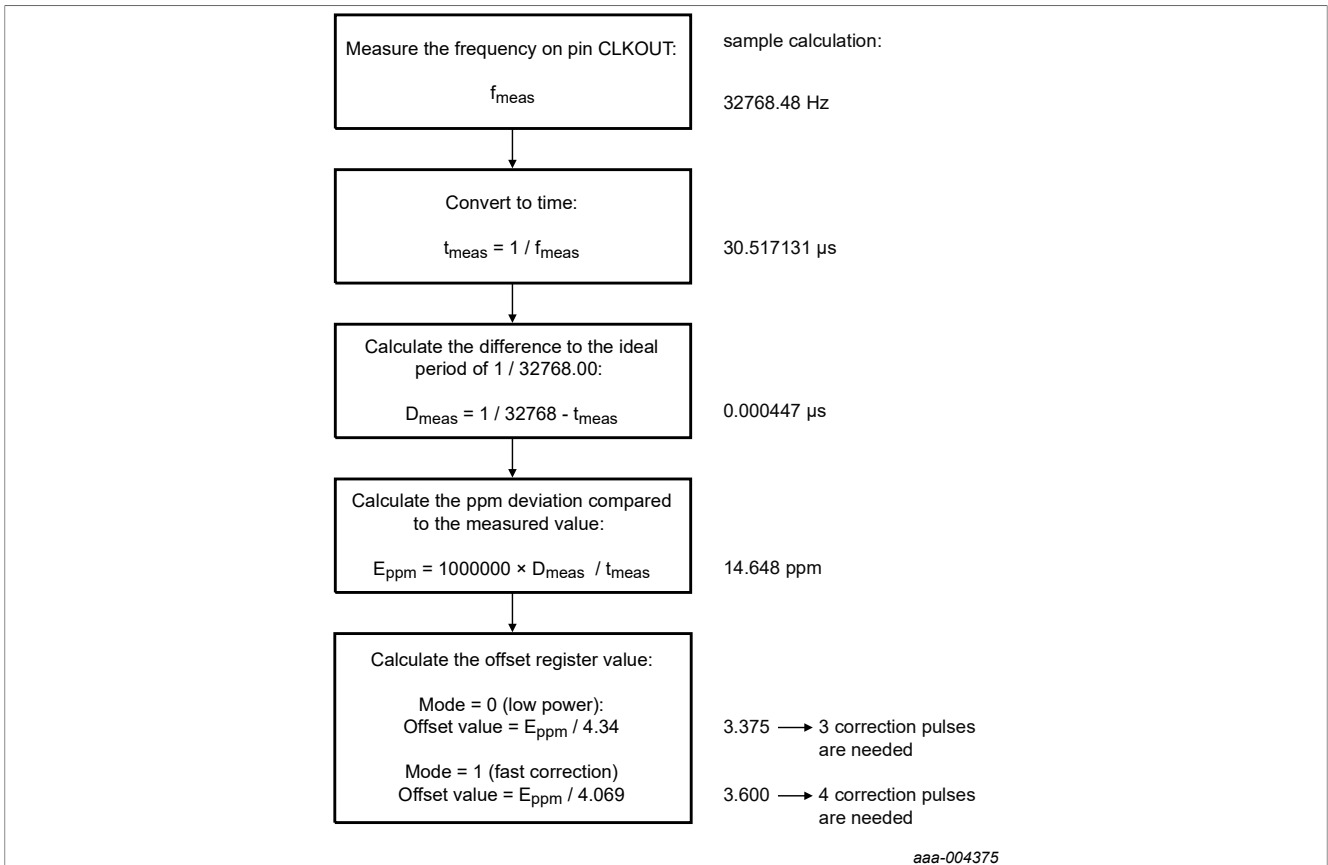 Measure the frequency on pin CLKOUT:
fmeas
sample calculation:
32768.48 Hz
Convert to time:
tmeas = 1 / fmeas
30.517131 µs
Calculate the difference to the ideal
period of 1 / 32768.00:
Dmeas = 1 / 32768 - tmeas
0.000447 µs
Calculate the ppm deviation compared
to the measured value:
Eppm = 1000000 × Dmeas / tmeas
14.648 ppm
Calculate the offset register value:
Mode = 0 (low power):
Offset value = Eppm / 4.34
3.375 → 3 correction pulses
are needed
Mode = 1 (fast correction)
Offset value = Eppm / 4.069
3.600 → 4 correction pulses
are needed
aaa-004375